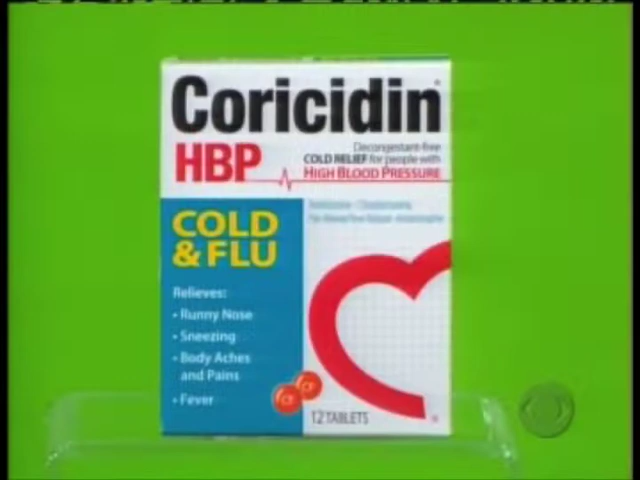 Coricidin
HBP
Decongestant-free
COLD RELIEF for people with
HIGH BLOOD PRESSURE
COLD
& FLU
Relieves:
• Runny Nose
• Sneezing
• Body Aches
and Pains
• Fever
12 TABLETS